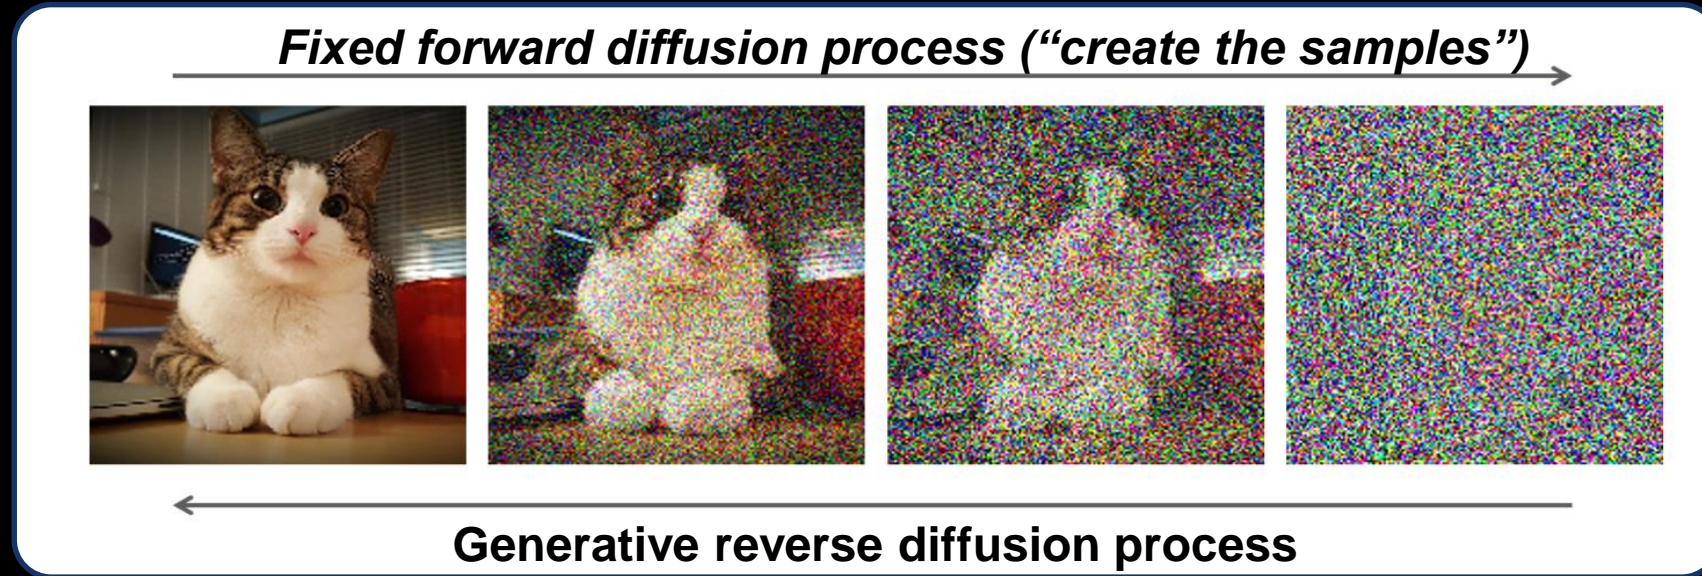 Fixed forward diffusion process (“create the samples”)
Generative reverse diffusion process